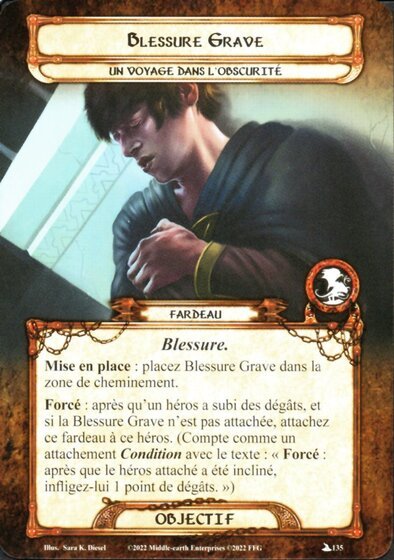 Blessure Grave
un voyage dans l'obscurité
Fardeau
Blessure.
Mise en place : placez Blessure Grave dans la
zone de cheminement.
Forcé : après qu'un héros a subi des dégâts, et
si la Blessure Grave n'est pas attachée, attachez
ce fardeau à ce héros. (Compte comme un
attachement Condition avec le texte : « Forcé :
après que le héros attaché a été incliné,
infligez-lui 1 point de dégâts. »)
Objectif
Illus. Sara K. Diesel ©2022 Middle-earth Enterprises ©2022 FFG 135